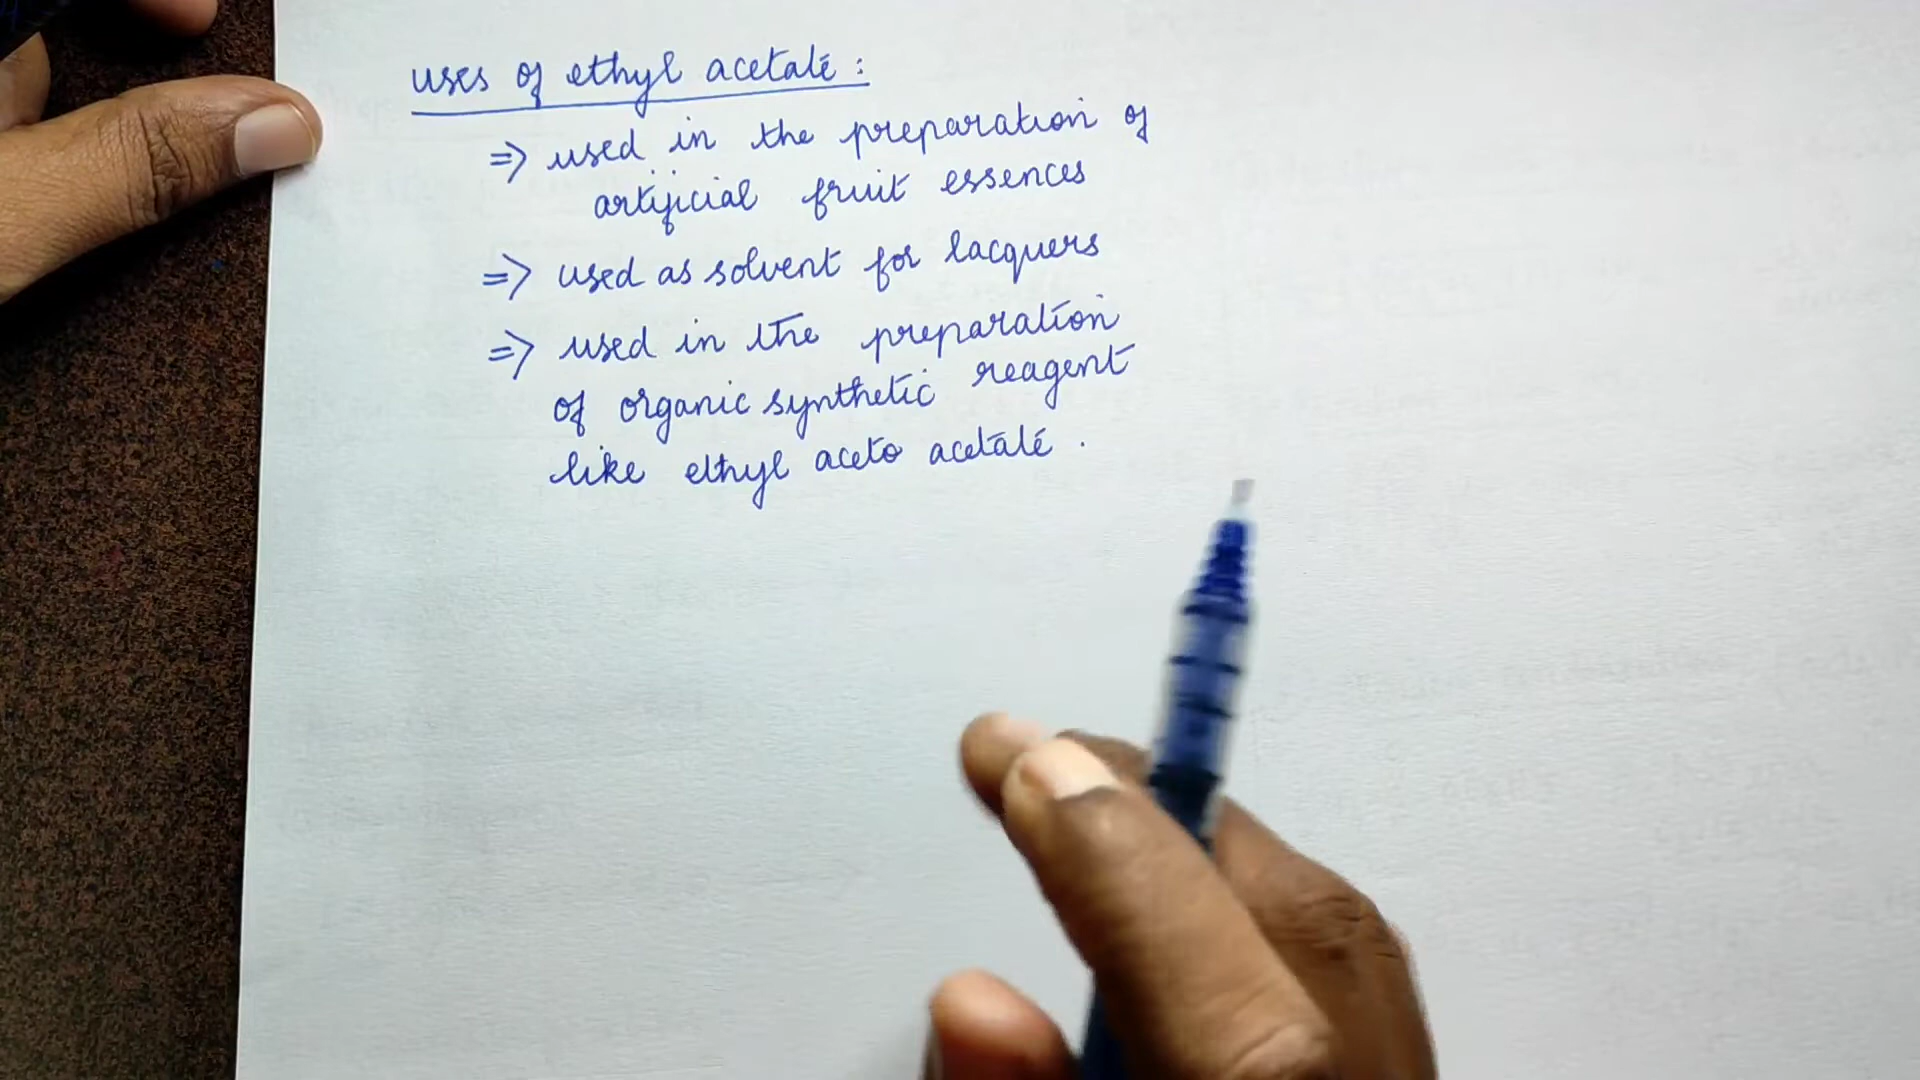 uses of ethyl acetate :
=> used in the preparation of
artificial fruit essences
=> used as solvent for lacquers
=> used in the preparation
of organic synthetic reagent
like ethyl aceto acetate .